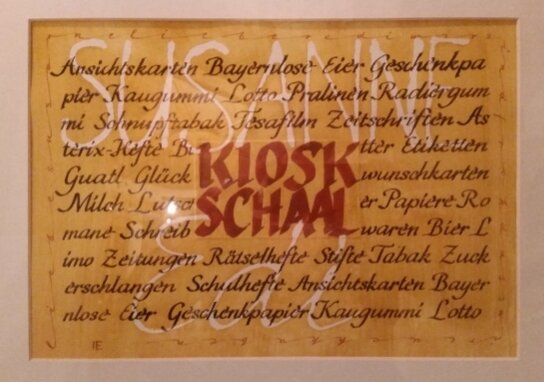 SUSANNE
Ansichtskarten Bayernlose Eier Geschenkpa
pier Kaugummi Lotto Pralinen Radiergum
mi Schnupftabak Tesafilm Zeitschriften As
terix-Hefte Bi KIOSK tter Etiketten
Guatl Glück wunschkarten
Milch Lutsc SCHAAL er Papiere Ro
mane Schreib waren Bier L
imo Zeitungen Rätselhefte Stifte Tabak Zuck
erschlangen Schulhefte Ansichtskarten Bayer
nlose Eier Geschenkpapier Kaugummi Lotto